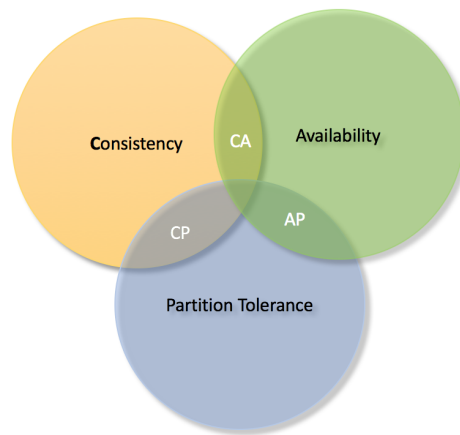 Consistency
CA
Availability
CP
AP
Partition Tolerance